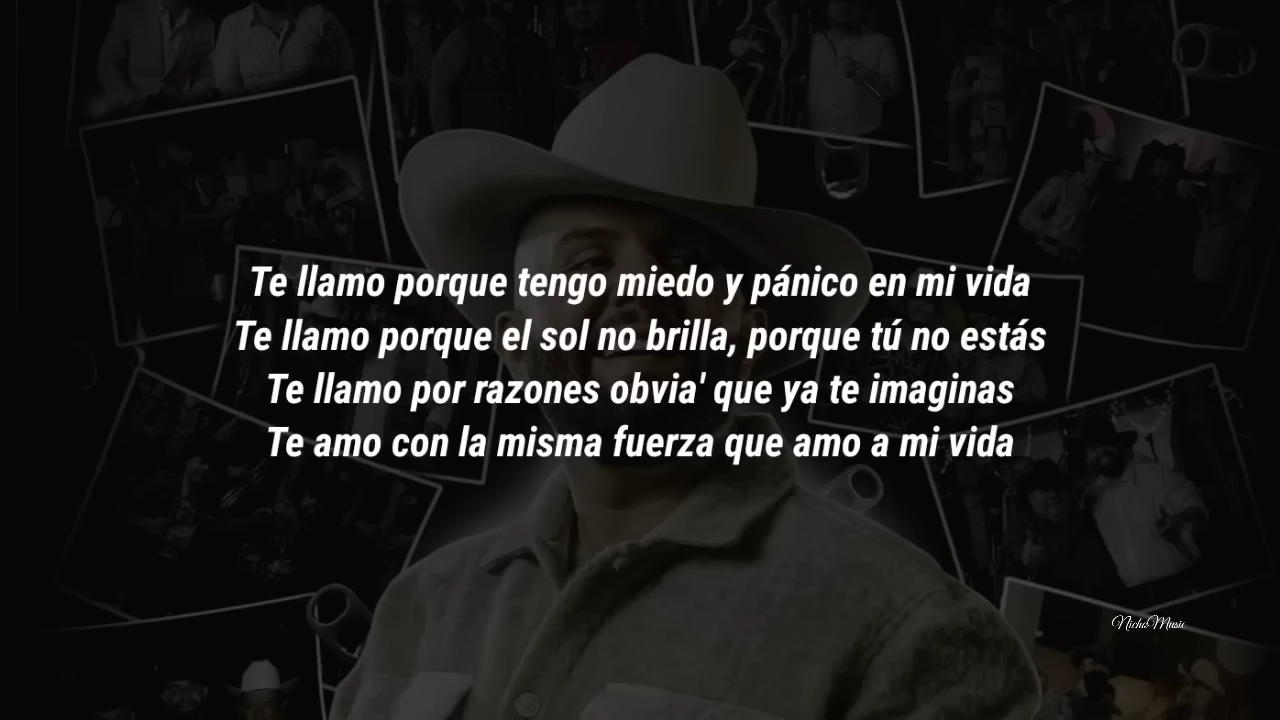 Te llamo porque tengo miedo y pánico en mi vida
Te llamo porque el sol no brilla, porque tú no estás
Te llamo por razones obvia' que ya te imaginas
Te amo con la misma fuerza que amo a mi vida
NichoMusic